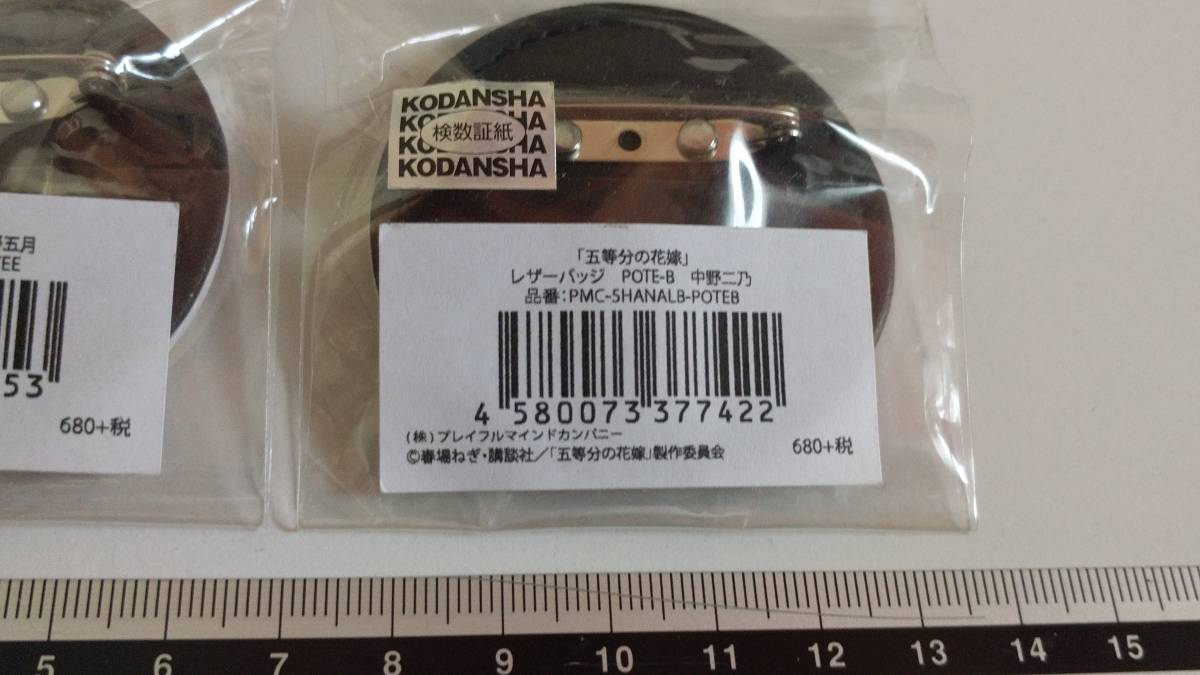 KODANSHA
KODANSHA
検数証紙
KODANSHA
KODANSHA
「五等分の花嫁」
レザーバッジ POTE-B 中野二乃
品番:PMC-5HANALB-POTEB
4 580073 377422
(株)プレイフルマインドカンパニー
©春場ねぎ・講談社/「五等分の花嫁」製作委員会
680+税
野五月
TEE
53
680+税
5 6 7 8 9 10 11 12 13 14 15